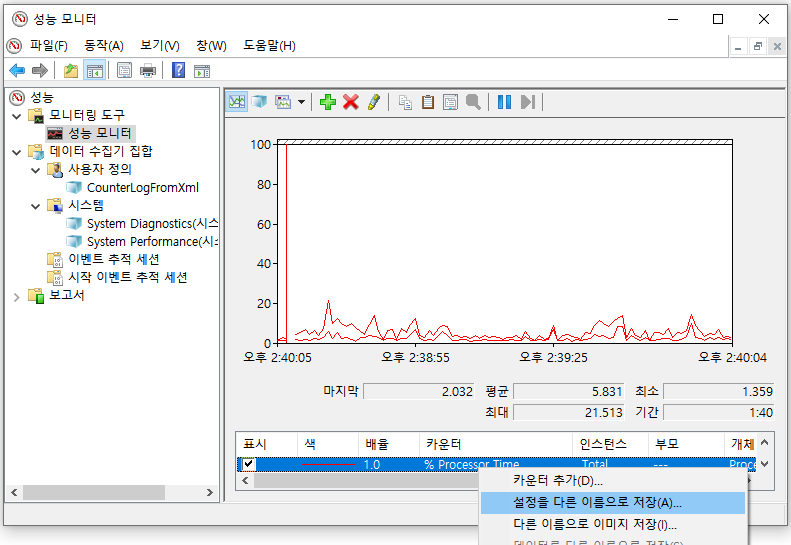 성능 모니터
파일(F) 동작(A) 보기(V) 창(W) 도움말(H)
성능
모니터링 도구
성능 모니터
데이터 수집기 집합
사용자 정의
CounterLogFromXml
시스템
System Diagnostics(시스
System Performance(시스
이벤트 추적 세션
시작 이벤트 추적 세션
보고서
100
80
60
40
20
0
오후 2:40:05 오후 2:38:55 오후 2:39:25 오후 2:40:04
마지막 2.032 평균 5.831 최소 1.359
최대 21.513 기간 1:40
표시 색 배율 카운터 인스턴스 부모 개체
1.0 % Processor Time _Total --- Proce
카운터 추가(D)...
설정을 다른 이름으로 저장(A)...
다른 이름으로 이미지 저장(I)...